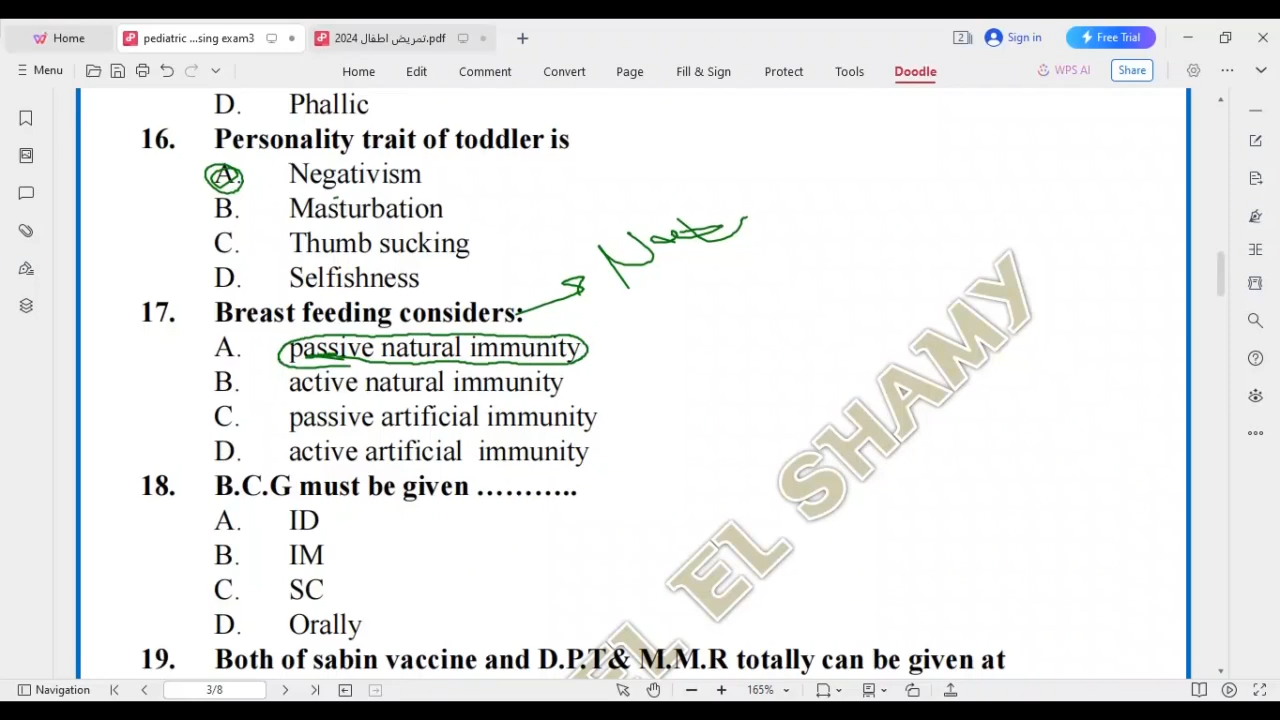 Home
pediatric ...sing exam3
تمريض اطفال 2024.pdf
2
Sign in
Free Trial
Menu
Home
Edit
Comment
Convert
Page
Fill & Sign
Protect
Tools
Doodle
WPS AI
Share
D. Phallic
16. Personality trait of toddler is
A. Negativism
B. Masturbation
C. Thumb sucking
D. Selfishness
17. Breast feeding considers:
A. passive natural immunity
B. active natural immunity
C. passive artificial immunity
D. active artificial immunity
18. B.C.G must be given ………..
A. ID
B. IM
C. SC
D. Orally
19. Both of sabin vaccine and D.P.T& M.M.R totally can be given at
EL SHAMY
Navigation
3/8
165%